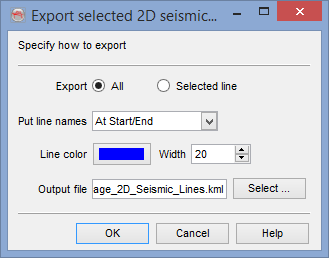 Export selected 2D seismic...
Specify how to export
Export All Selected line
Put line names At Start/End
Line color Width 20
Output file age_2D_Seismic_Lines.kml Select ...
OK Cancel Help